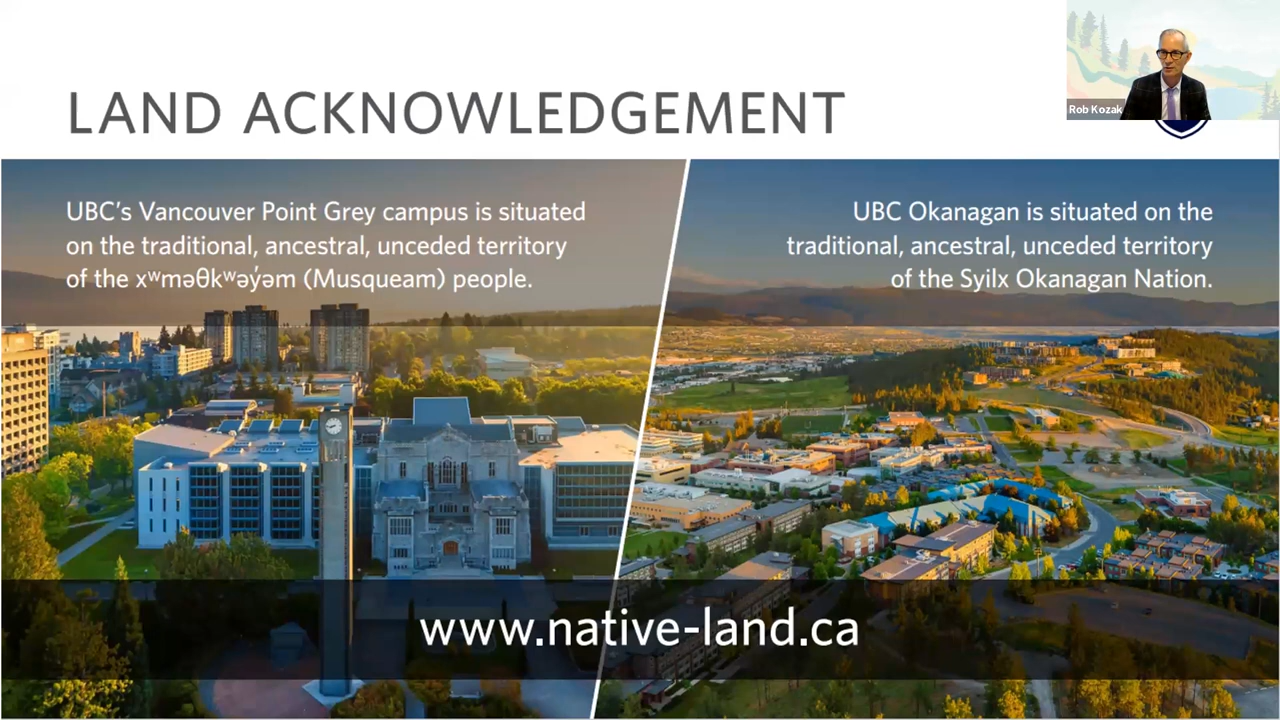 LAND ACKNOWLEDGEMENT
Rob Kozak
UBC's Vancouver Point Grey campus is situated
on the traditional, ancestral, unceded territory
of the xʷməθkʷəy̓əm (Musqueam) people.
UBC Okanagan is situated on the
traditional, ancestral, unceded territory
of the Syilx Okanagan Nation.
www.native-land.ca